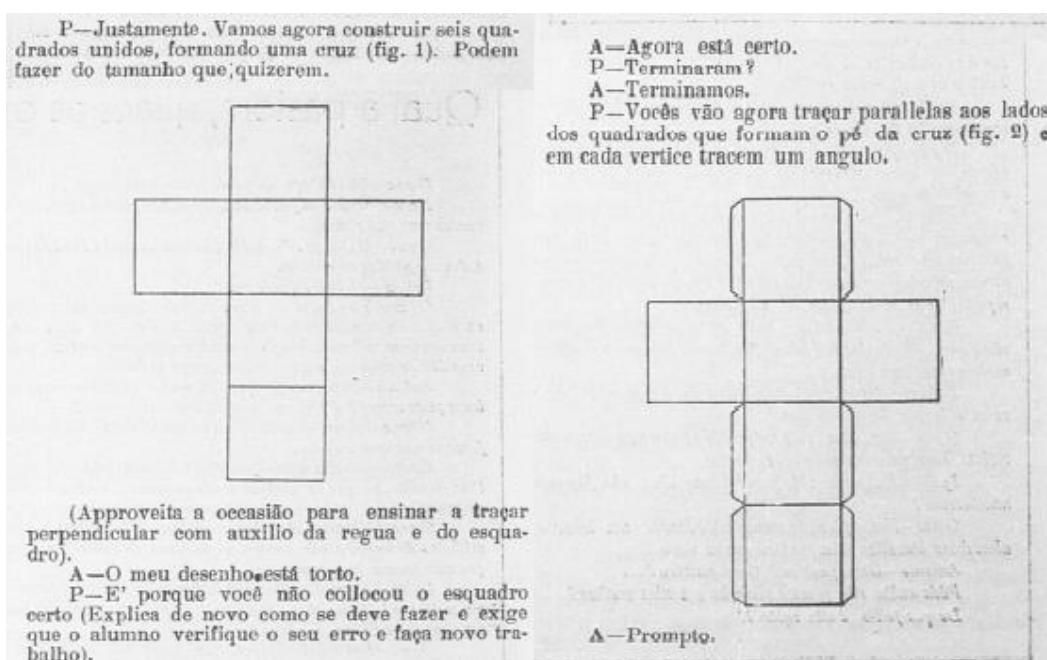 P—Justamente. Vamos agora construir seis qua-
drados unidos, formando uma cruz (fig. 1). Podem
fazer do tamanho que quizerem.
(Approveita a occasião para ensinar a traçar
perpendicular com auxilio da regua e do esqua-
dro).
A—O meu desenho está torto.
P—E' porque você não collocou o esquadro
certo (Explica de novo como se deve fazer e exige
que o alumno verifique o seu erro e faça novo tra-
balho).
A—Agora está certo.
P—Terminaram?
A—Terminamos.
P—Vocês vão agora traçar parallelas aos lados
dos quadrados que formam o pé da cruz (fig. 2) e
em cada vertice tracem um angulo.
A—Prompto.